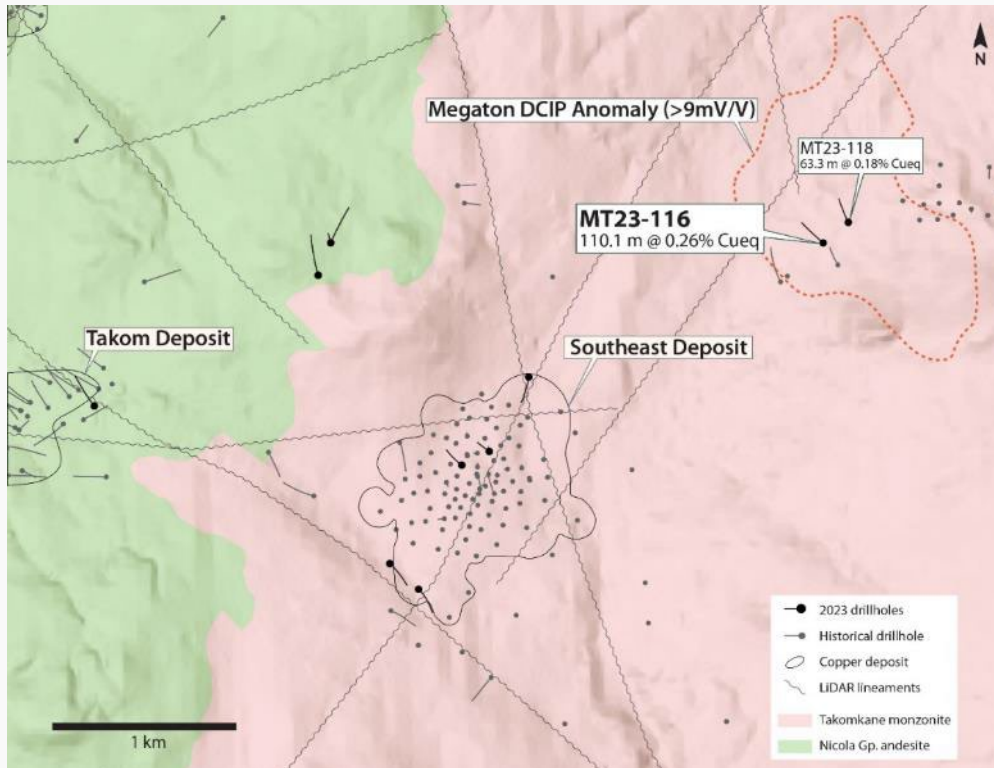 N
Megaton DCIP Anomaly (>9mV/V)
MT23-118
63.3 m @ 0.18% Cueq
MT23-116
110.1 m @ 0.26% Cueq
Takom Deposit
Southeast Deposit
2023 drillholes
Historical drillhole
Copper deposit
LiDAR lineaments
Takomkane monzonite
Nicola Gp. andesite
1 km